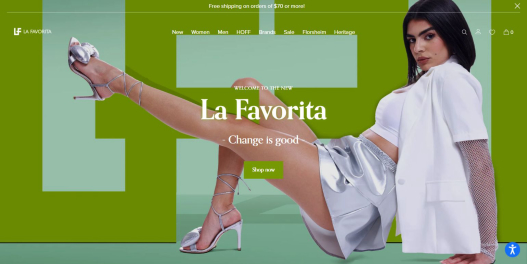 Free shipping on orders of $70 or more!
LF LA FAVORITA
New Women Men HOFF Brands Sale Florsheim Heritage
0
WELCOME TO THE NEW
La Favorita
- Change is good -
Shop now